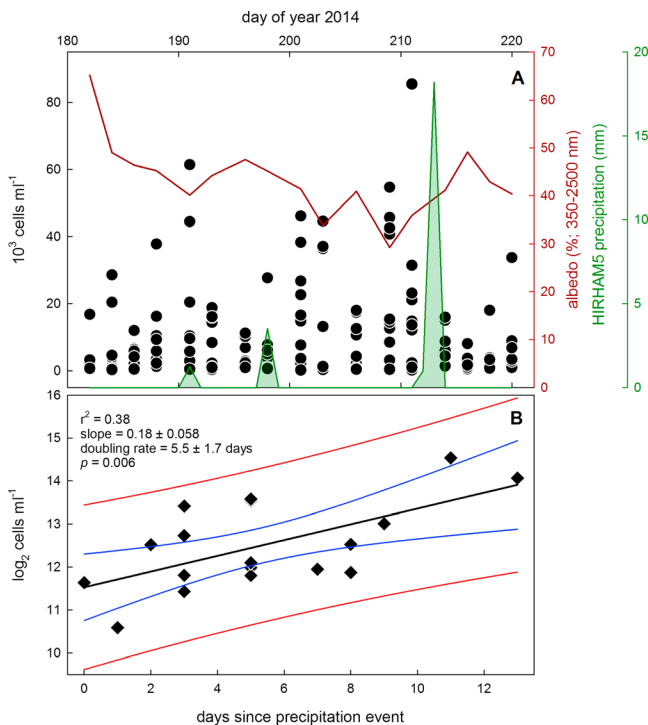 day of year 2014
180 190 200 210 220
A
80
60
40
20
0
10³ cells ml⁻¹
70
60
50
40
30
20
10
0
albedo (%; 350-2500 nm)
20
15
10
5
0
HIRHAM5 precipitation (mm)
B
r² = 0.38
slope = 0.18 ± 0.058
doubling rate = 5.5 ± 1.7 days
p = 0.006
16
15
14
13
12
11
10
log₂ cells ml⁻¹
0 2 4 6 8 10 12
days since precipitation event